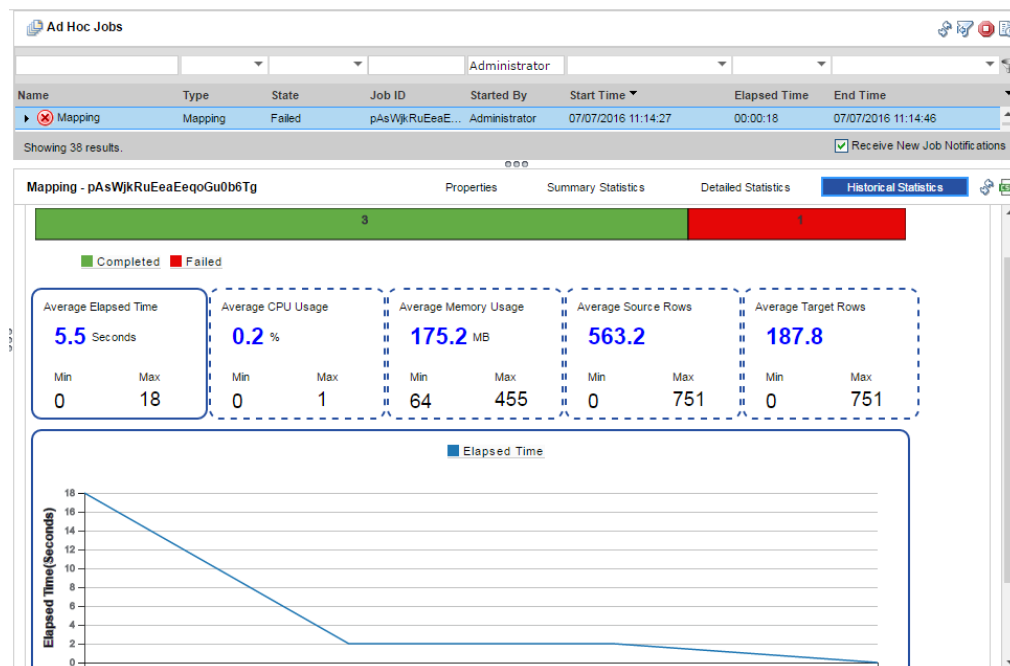 Ad Hoc Jobs
Administrator
Name Type State Job ID Started By Start Time Elapsed Time End Time
Mapping Mapping Failed pAsWjkRuEeaE... Administrator 07/07/2016 11:14:27 00:00:18 07/07/2016 11:14:46
Showing 38 results. Receive New Job Notifications
Mapping - pAsWjkRuEeaEeqoGu0b6Tg Properties Summary Statistics Detailed Statistics Historical Statistics
3 1
Completed Failed
Average Elapsed Time Average CPU Usage Average Memory Usage Average Source Rows Average Target Rows
5.5 Seconds 0.2 % 175.2 MB 563.2 187.8
Min Max Min Max Min Max Min Max Min Max
0 18 0 1 64 455 0 751 0 751
Elapsed Time
Elapsed Time(Seconds)
18
16
14
12
10
8
6
4
2
0